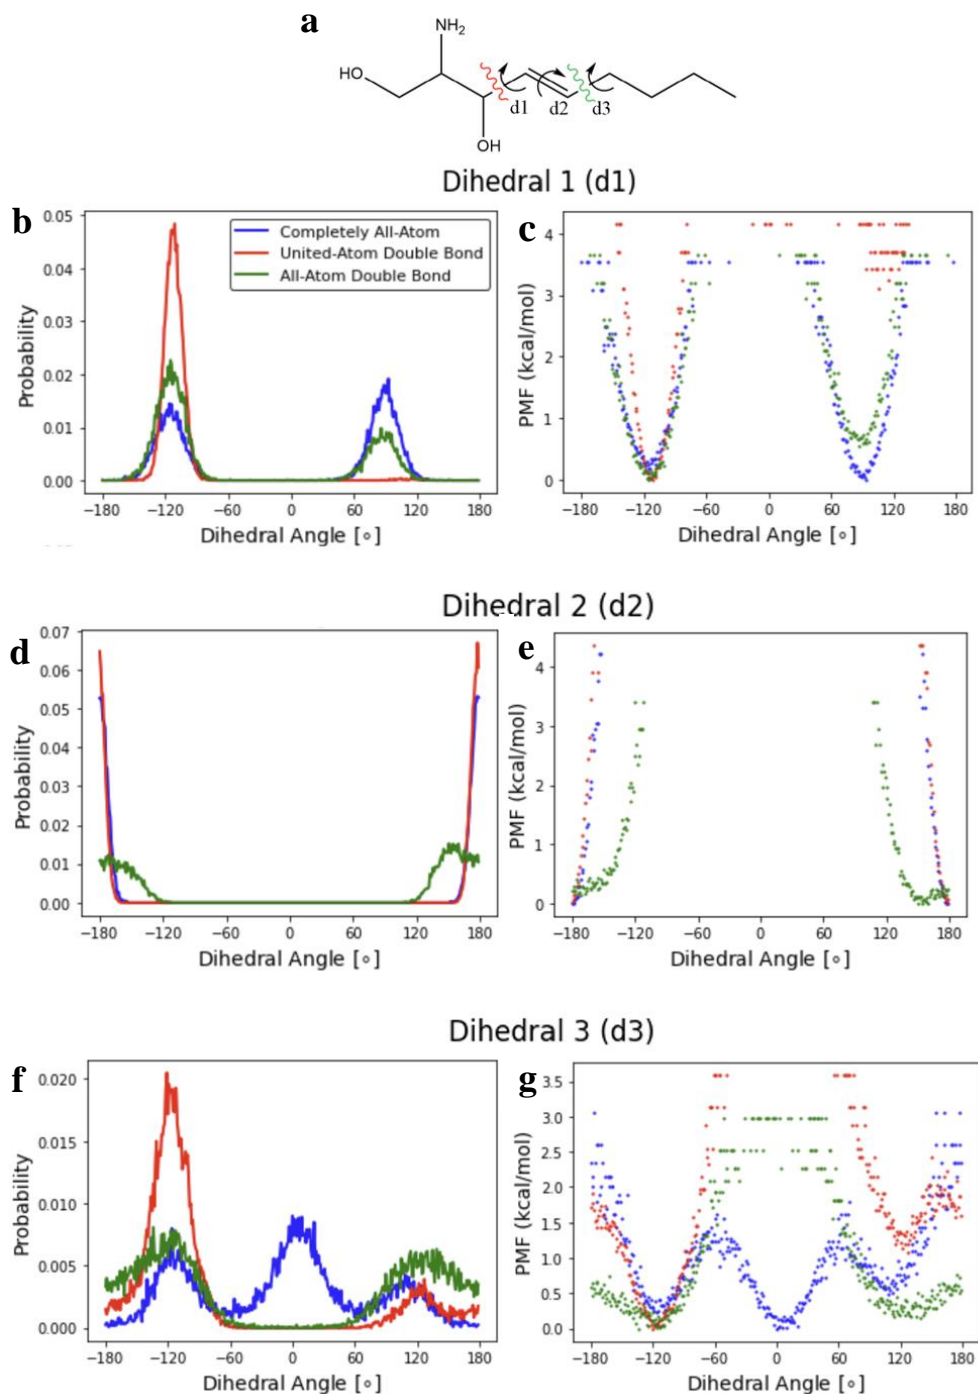 a
NH2
HO
d1
d2
d3
OH
Dihedral 1 (d1)
b
0.05
0.04
0.03
0.02
0.01
0.00
Probability
Completely All-Atom
United-Atom Double Bond
All-Atom Double Bond
−180 −120 −60 0 60 120 180
Dihedral Angle [∘]
c
4
3
2
1
0
PMF (kcal/mol)
−180 −120 −60 0 60 120 180
Dihedral Angle [∘]
Dihedral 2 (d2)
d
0.07
0.06
0.05
0.04
0.03
0.02
0.01
0.00
Probability
−180 −120 −60 0 60 120 180
Dihedral Angle [∘]
e
4
3
2
1
0
PMF (kcal/mol)
−180 −120 −60 0 60 120 180
Dihedral Angle [∘]
Dihedral 3 (d3)
f
0.020
0.015
0.010
0.005
0.000
Probability
−180 −120 −60 0 60 120 180
Dihedral Angle [∘]
g
3.5
3.0
2.5
2.0
1.5
1.0
0.5
0.0
PMF (kcal/mol)
−180 −120 −60 0 60 120 180
Dihedral Angle [∘]